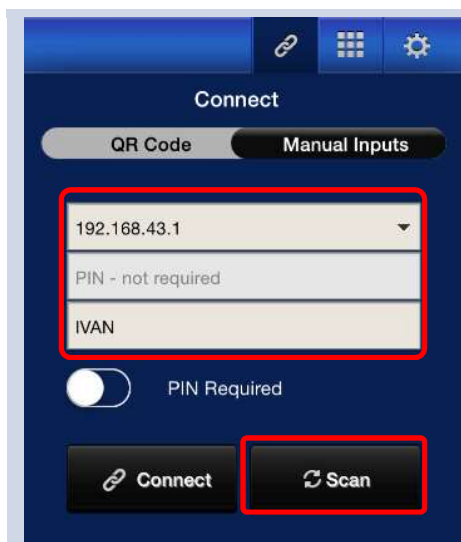 Connect
QR Code Manual Inputs
192.168.43.1
PIN - not required
IVAN
PIN Required
Connect Scan